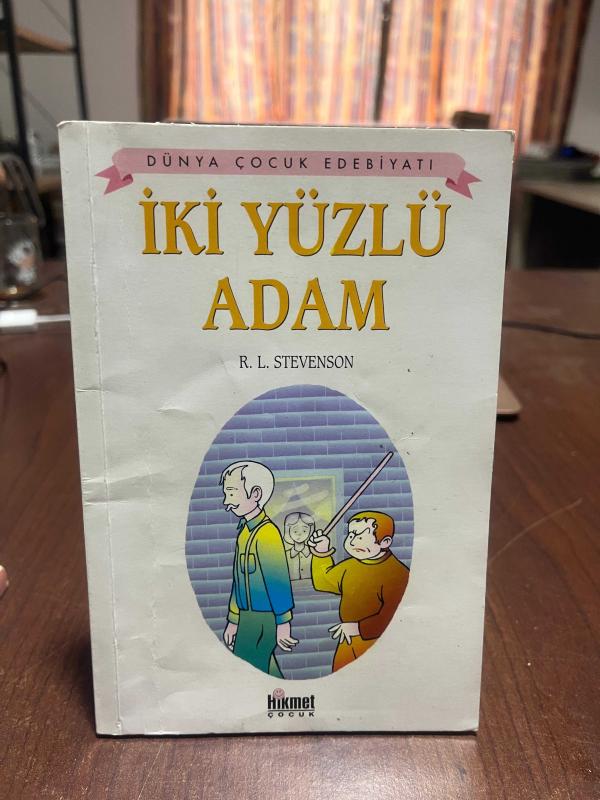 DÜNYA ÇOCUK EDEBİYATI
İKİ YÜZLÜ
ADAM
R. L. STEVENSON
Hikmet
ÇOCUK